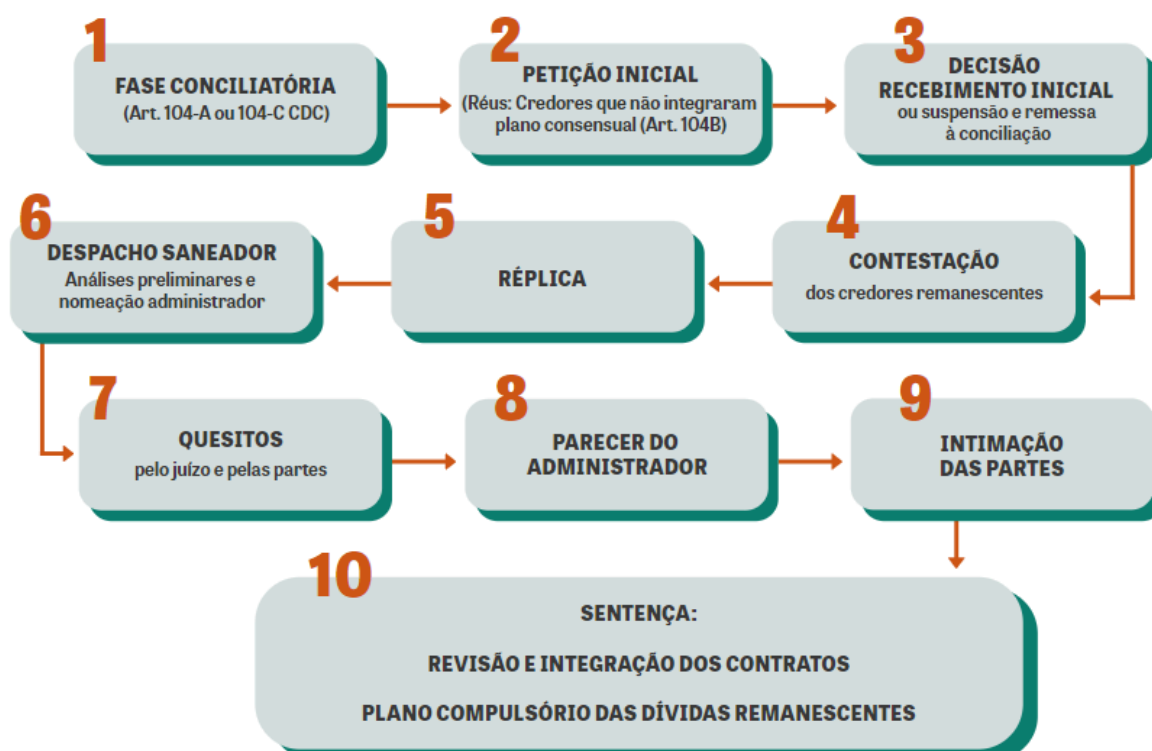 1
FASE CONCILIATÓRIA
(Art. 104-A ou 104-C CDC)
2
PETIÇÃO INICIAL
(Réus: Credores que não integraram
plano consensual (Art. 104B)
3
DECISÃO
RECEBIMENTO INICIAL
ou suspensão e remessa
à conciliação
4
CONTESTAÇÃO
dos credores remanescentes
5
RÉPLICA
6
DESPACHO SANEADOR
Análises preliminares e
nomeação administrador
7
QUESITOS
pelo juízo e pelas partes
8
PARECER DO
ADMINISTRADOR
9
INTIMAÇÃO
DAS PARTES
10
SENTENÇA:
REVISÃO E INTEGRAÇÃO DOS CONTRATOS
PLANO COMPULSÓRIO DAS DÍVIDAS REMANESCENTES